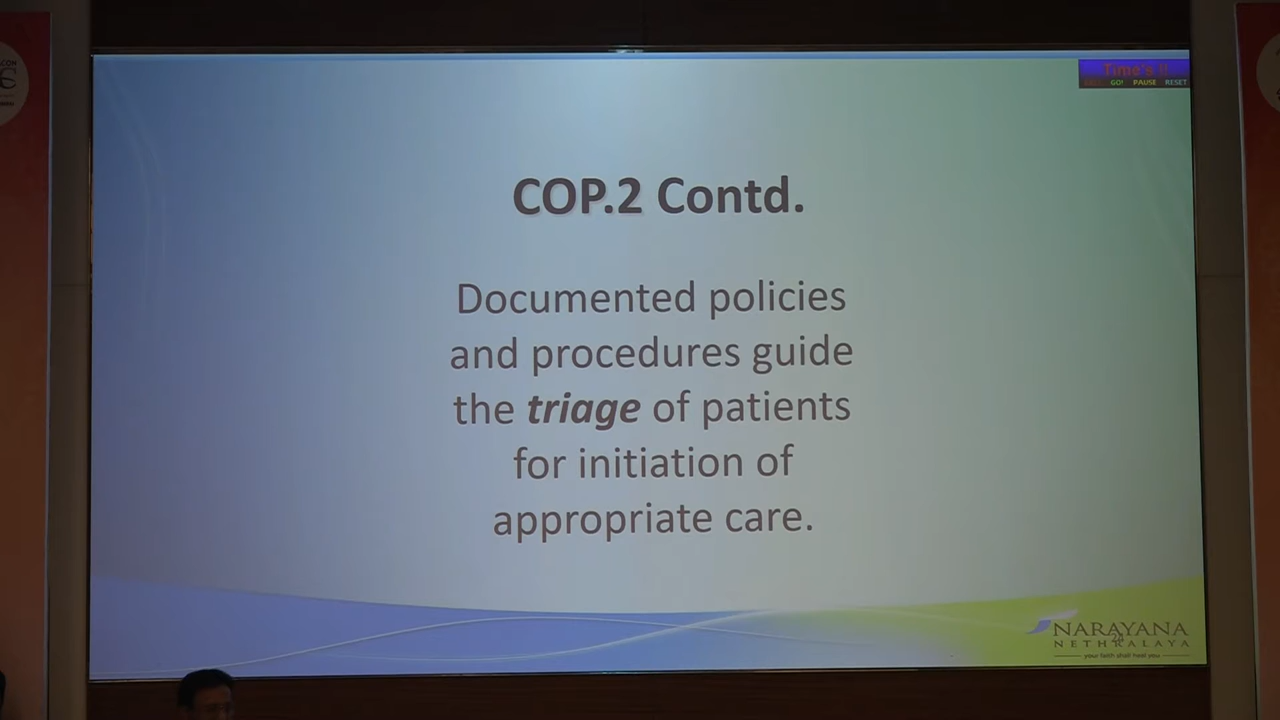 Time's !!
GO! PAUSE RESET
COP.2 Contd.
Documented policies
and procedures guide
the triage of patients
for initiation of
appropriate care.
NARAYANA
NETHRALAYA
your faith shall heal you